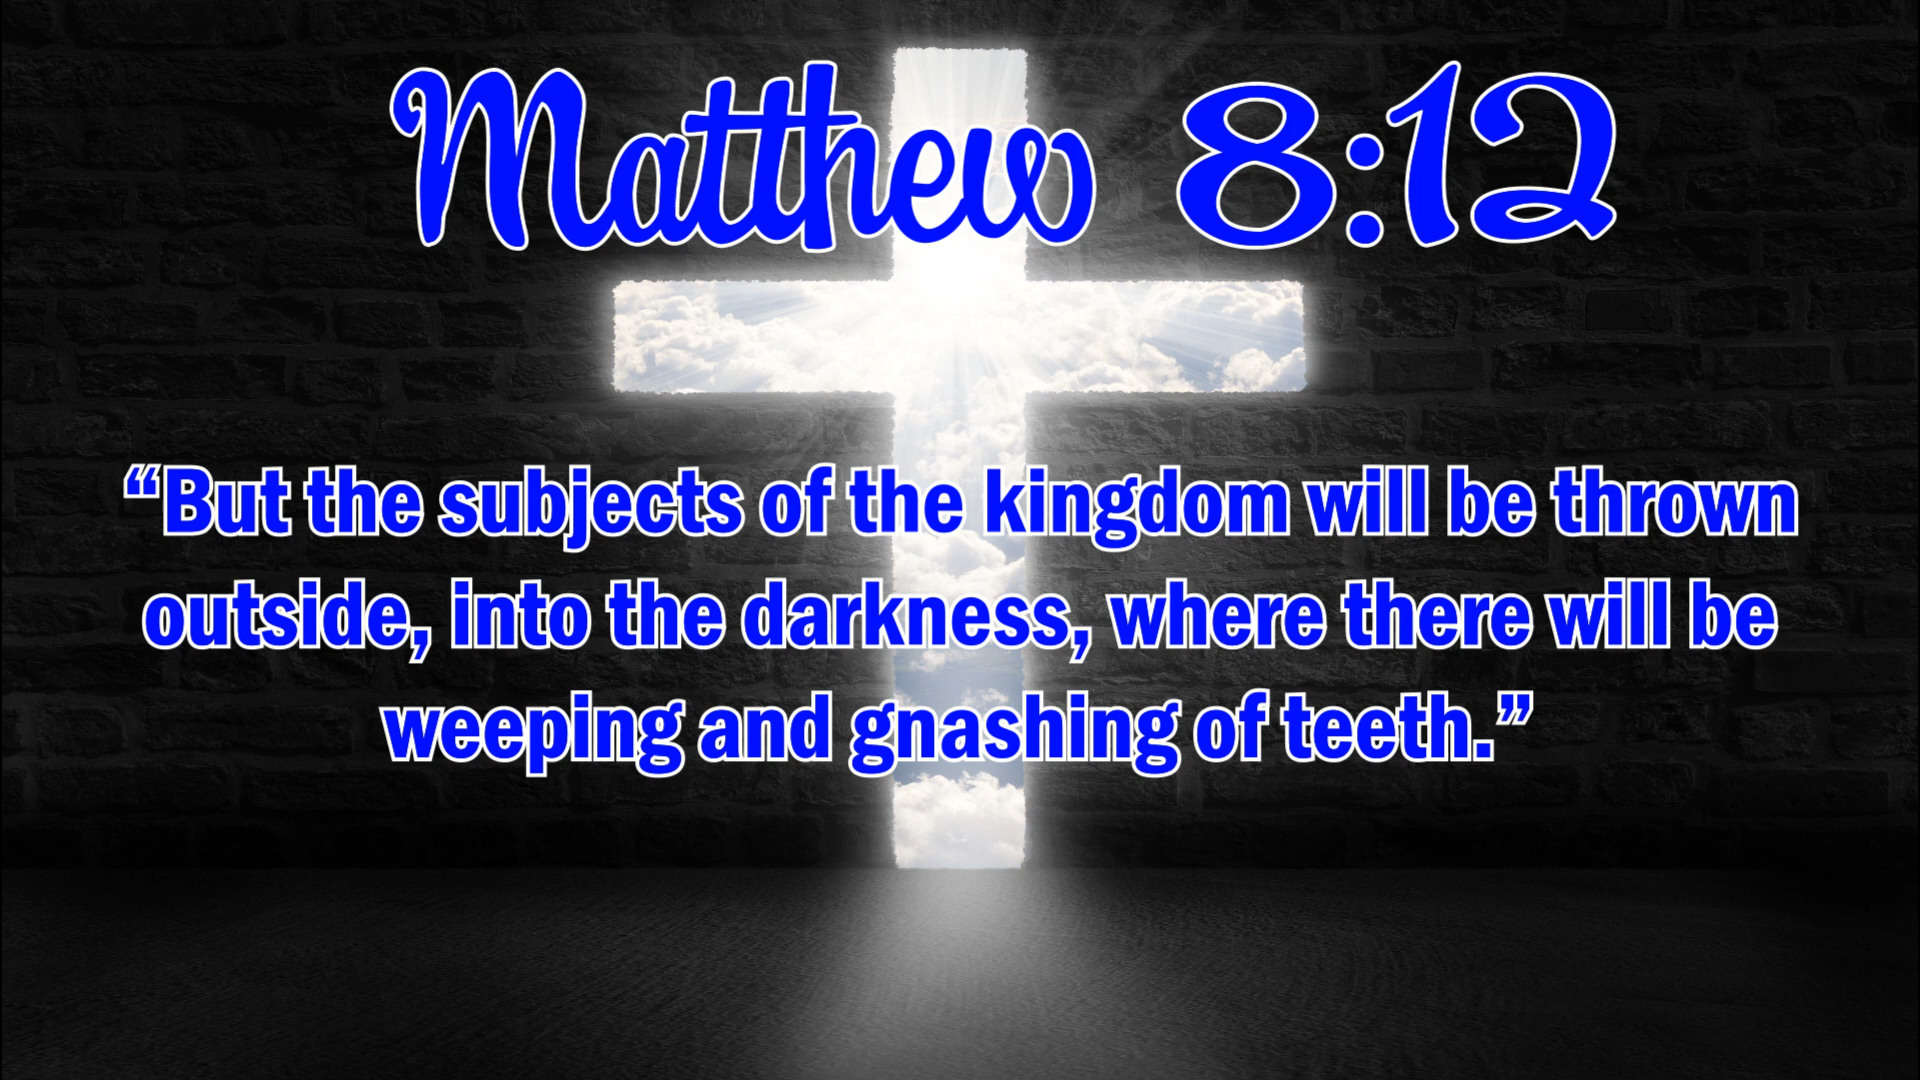 Matthew 8:12
“But the subjects of the kingdom will be thrown
outside, into the darkness, where there will be
weeping and gnashing of teeth.”